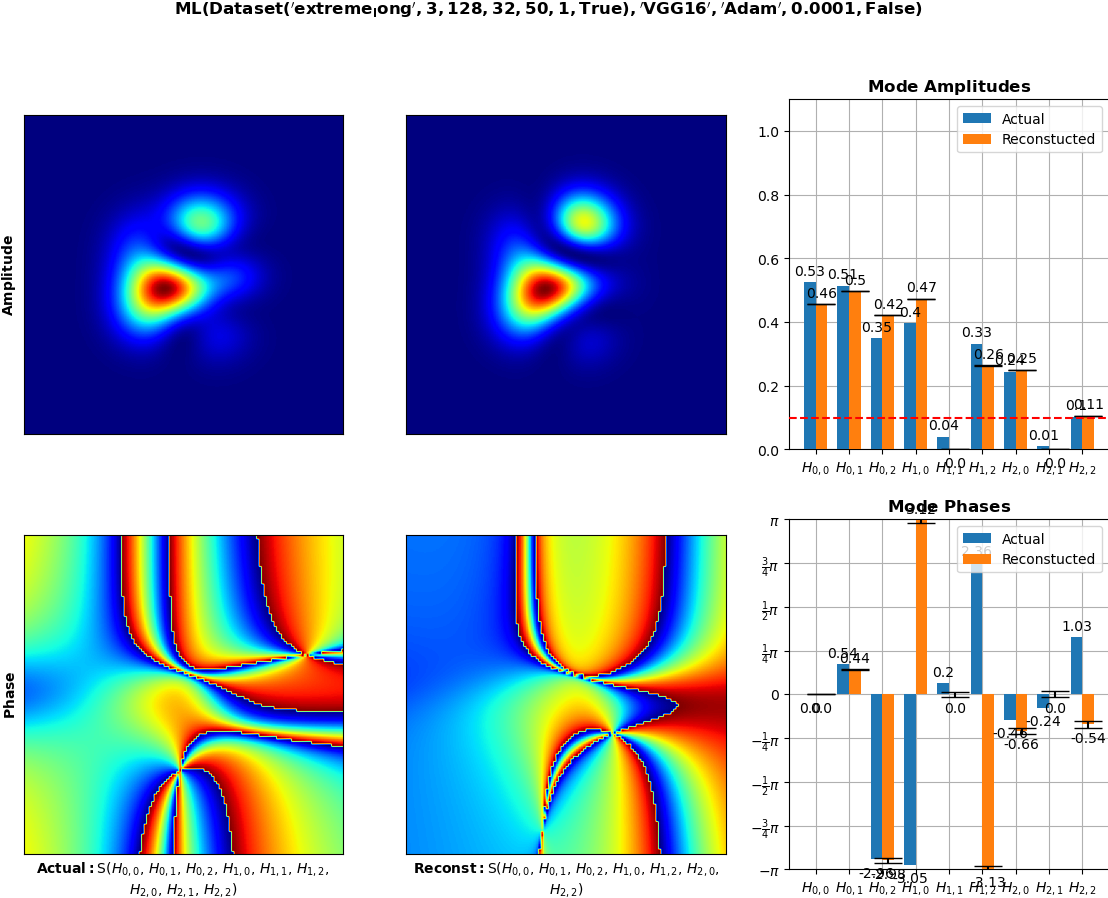 ML(Dataset('extreme_long', 3, 128, 32, 50, 1, True), 'VGG16', 'Adam', 0.0001, False)
Amplitude
Mode Amplitudes
Actual
Reconstucted
1.0
0.8
0.6
0.4
0.2
0.0
0.53 0.46 0.51 0.5 0.35 0.42 0.4 0.47 0.04 0.0 0.33 0.26 0.24 0.25 0.01 0.0 0.1 0.11
H0,0 H0,1 H0,2 H1,0 H1,1 H1,2 H2,0 H2,1 H2,2
Phase
Actual: S(H0,0, H0,1, H0,2, H1,0, H1,1, H1,2,
H2,0, H2,1, H2,2)
Reconst: S(H0,0, H0,1, H0,2, H1,0, H1,2, H2,0,
H2,2)
Mode Phases
Actual
Reconstucted
π
3/4π
1/2π
1/4π
0
−1/4π
−1/2π
−3/4π
−π
0.0 0.0 0.54 0.44 -3.05 3.12 0.2 0.0 2.36 -3.13 -0.66 -0.24 0.0 1.03 -0.54
H0,0 H0,1 H0,2 H1,0 H1,1 H1,2 H2,0 H2,1 H2,2